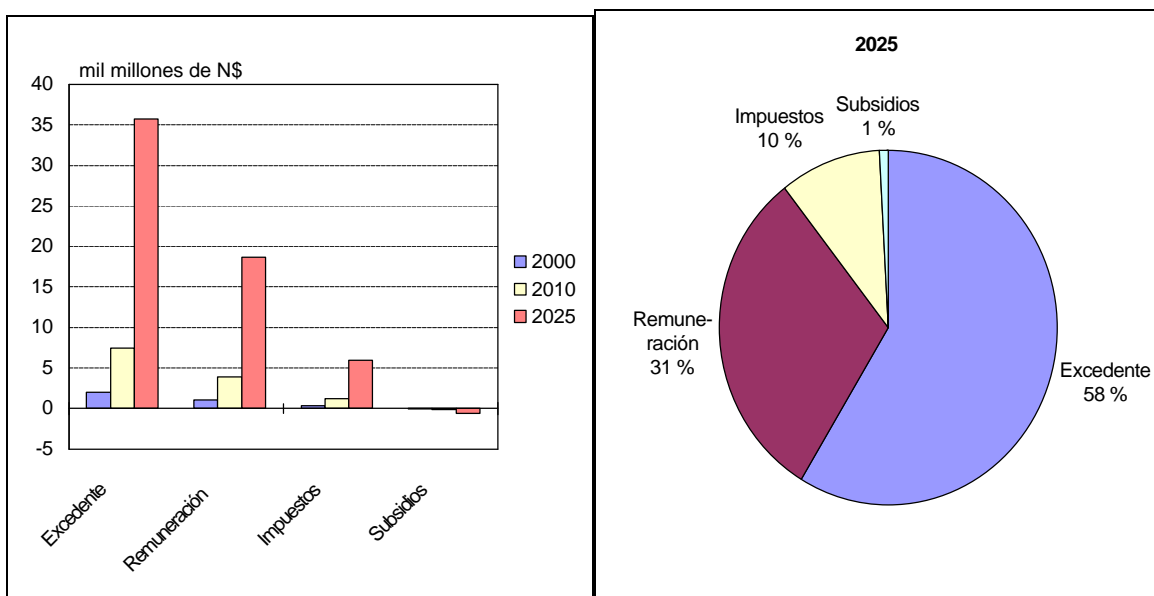 mil millones de N$
40
35
30
25
20
15
10
5
0
-5
Excedente
Remuneración
Impuestos
Subsidios
2000
2010
2025
2025
Subsidios
1 %
Impuestos
10 %
Remune-
ración
31 %
Excedente
58 %